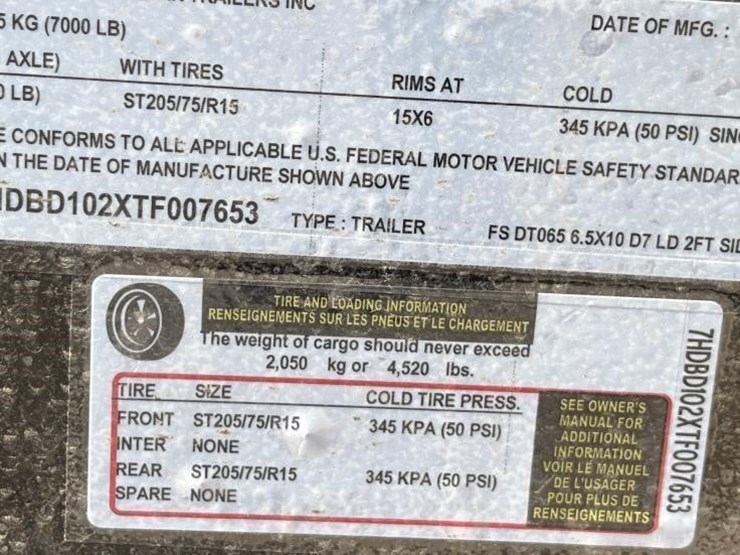 TRAILERS INC
5 KG (7000 LB)
DATE OF MFG. :
AXLE) WITH TIRES RIMS AT COLD
LB) ST205/75/R15 15X6 345 KPA (50 PSI) SIN
CONFORMS TO ALL APPLICABLE U.S. FEDERAL MOTOR VEHICLE SAFETY STANDAR
THE DATE OF MANUFACTURE SHOWN ABOVE
HDBD102XTF007653 TYPE : TRAILER FS DT065 6.5X10 D7 LD 2FT SID
TIRE AND LOADING INFORMATION
RENSEIGNEMENTS SUR LES PNEUS ET LE CHARGEMENT
The weight of cargo should never exceed
2,050 kg or 4,520 lbs.
TIRE SIZE COLD TIRE PRESS.
FRONT ST205/75/R15 345 KPA (50 PSI)
INTER NONE
REAR ST205/75/R15 345 KPA (50 PSI)
SPARE NONE
SEE OWNER'S
MANUAL FOR
ADDITIONAL
INFORMATION
VOIR LE MANUEL
DE L'USAGER
POUR PLUS DE
RENSEIGNEMENTS
7HDBD102XTF007653